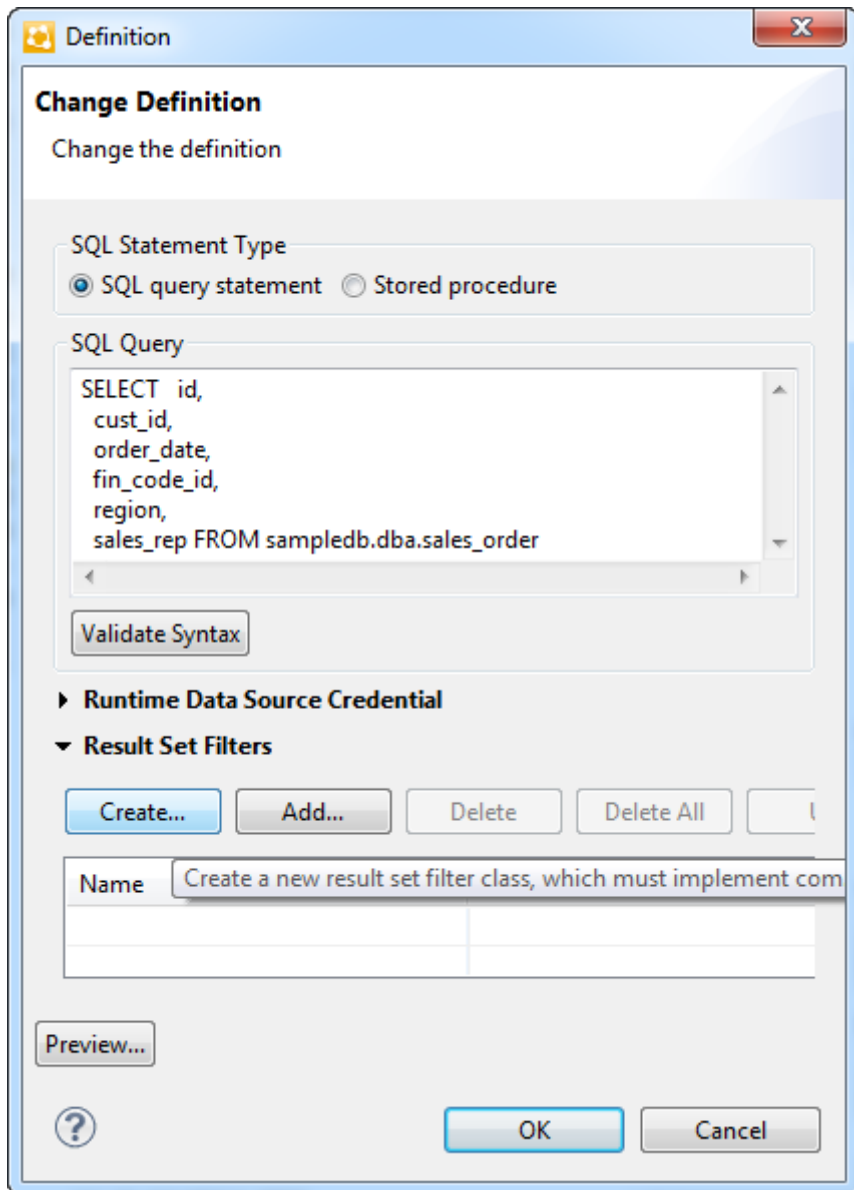 Definition
Change Definition
Change the definition
SQL Statement Type
SQL query statement Stored procedure
SQL Query
SELECT id,
cust_id,
order_date,
fin_code_id,
region,
sales_rep FROM sampledb.dba.sales_order
Validate Syntax
Runtime Data Source Credential
Result Set Filters
Create... Add... Delete Delete All
Name Create a new result set filter class, which must implement com
Preview...
OK Cancel